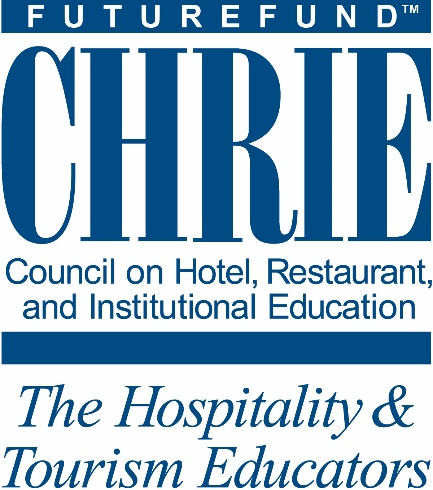 FUTUREFUND™
CHRIE
Council on Hotel, Restaurant,
and Institutional Education
The Hospitality &
Tourism Educators